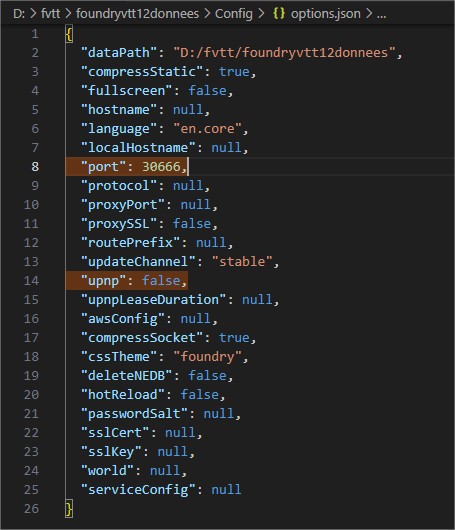 D: > fvtt > foundryvtt12donnees > Config > {} options.json > ...
1 {
2 "dataPath": "D:/fvtt/foundryvtt12donnees",
3 "compressStatic": true,
4 "fullscreen": false,
5 "hostname": null,
6 "language": "en.core",
7 "localHostname": null,
8 "port": 30666,
9 "protocol": null,
10 "proxyPort": null,
11 "proxySSL": false,
12 "routePrefix": null,
13 "updateChannel": "stable",
14 "upnp": false,
15 "upnpLeaseDuration": null,
16 "awsConfig": null,
17 "compressSocket": true,
18 "cssTheme": "foundry",
19 "deleteNEDB": false,
20 "hotReload": false,
21 "passwordSalt": null,
22 "sslCert": null,
23 "sslKey": null,
24 "world": null,
25 "serviceConfig": null
26 }